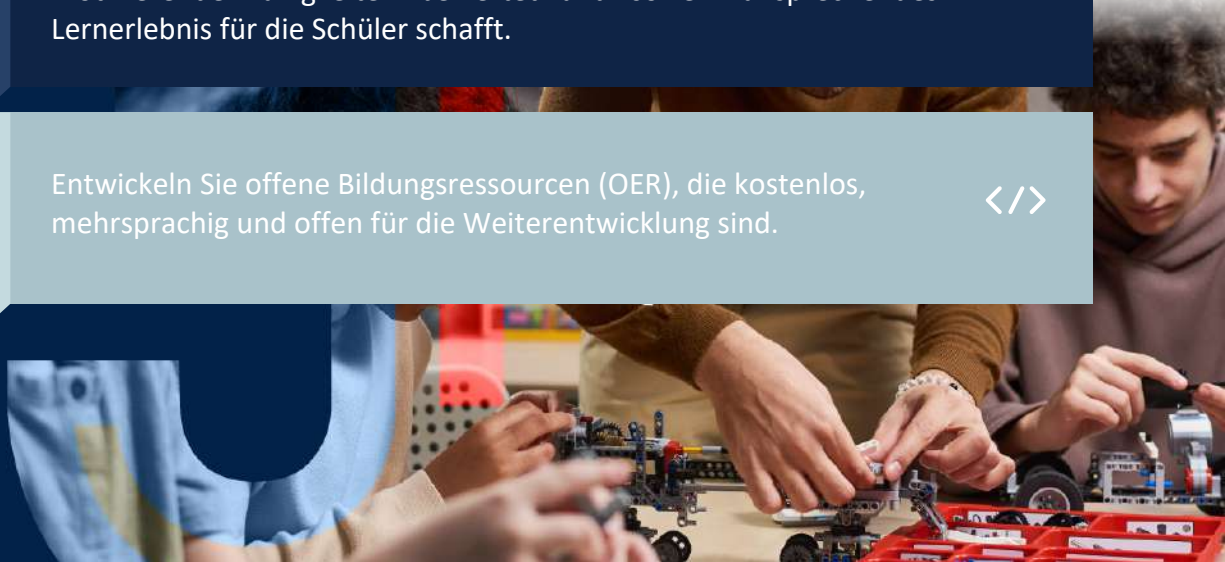 Lernerlebnis für die Schüler schafft.
Entwickeln Sie offene Bildungsressourcen (OER), die kostenlos,
mehrsprachig und offen für die Weiterentwicklung sind.
</>